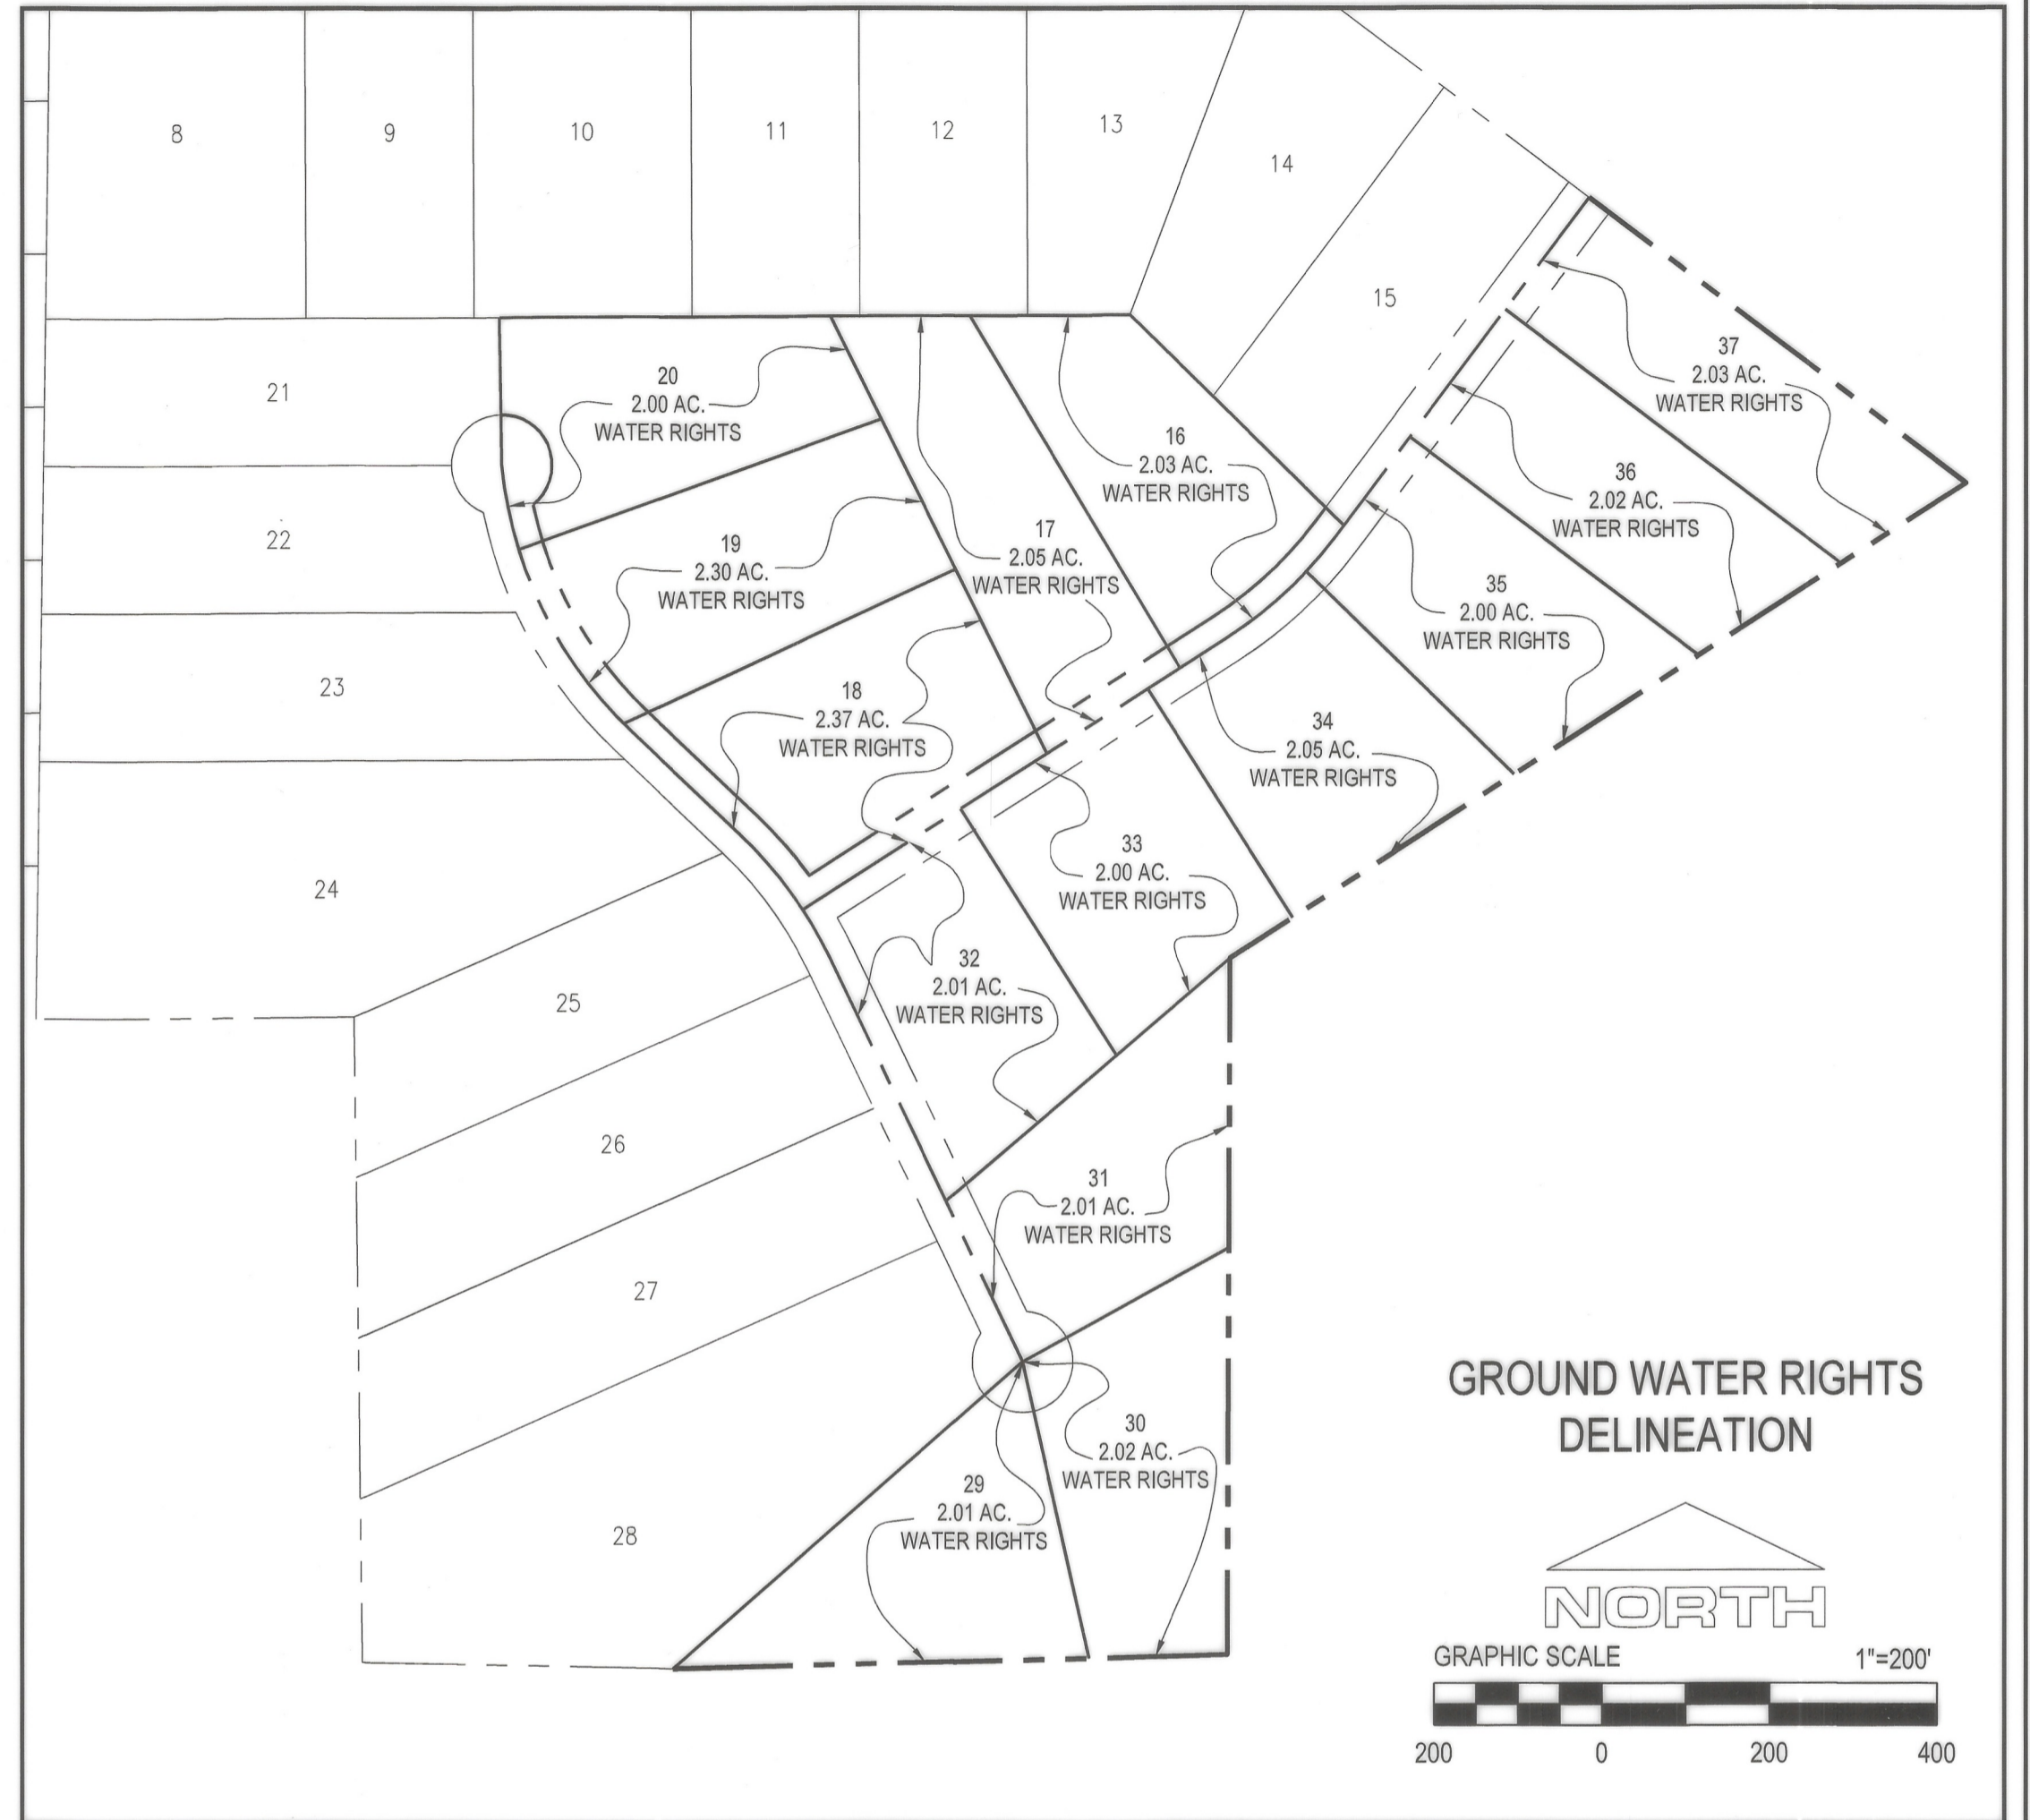 8
9
10
11
12
13
14
15
21
20
2.00 AC.
WATER RIGHTS
37
2.03 AC.
WATER RIGHTS
16
2.03 AC.
WATER RIGHTS
36
2.02 AC.
WATER RIGHTS
22
19
2.30 AC.
WATER RIGHTS
17
2.05 AC.
WATER RIGHTS
35
2.00 AC.
WATER RIGHTS
23
18
2.37 AC.
WATER RIGHTS
34
2.05 AC.
WATER RIGHTS
24
33
2.00 AC.
WATER RIGHTS
25
32
2.01 AC.
WATER RIGHTS
26
31
2.01 AC.
WATER RIGHTS
27
30
2.02 AC.
WATER RIGHTS
28
29
2.01 AC.
WATER RIGHTS
GROUND WATER RIGHTS
DELINEATION
NORTH
GRAPHIC SCALE 1"=200'
200 0 200 400